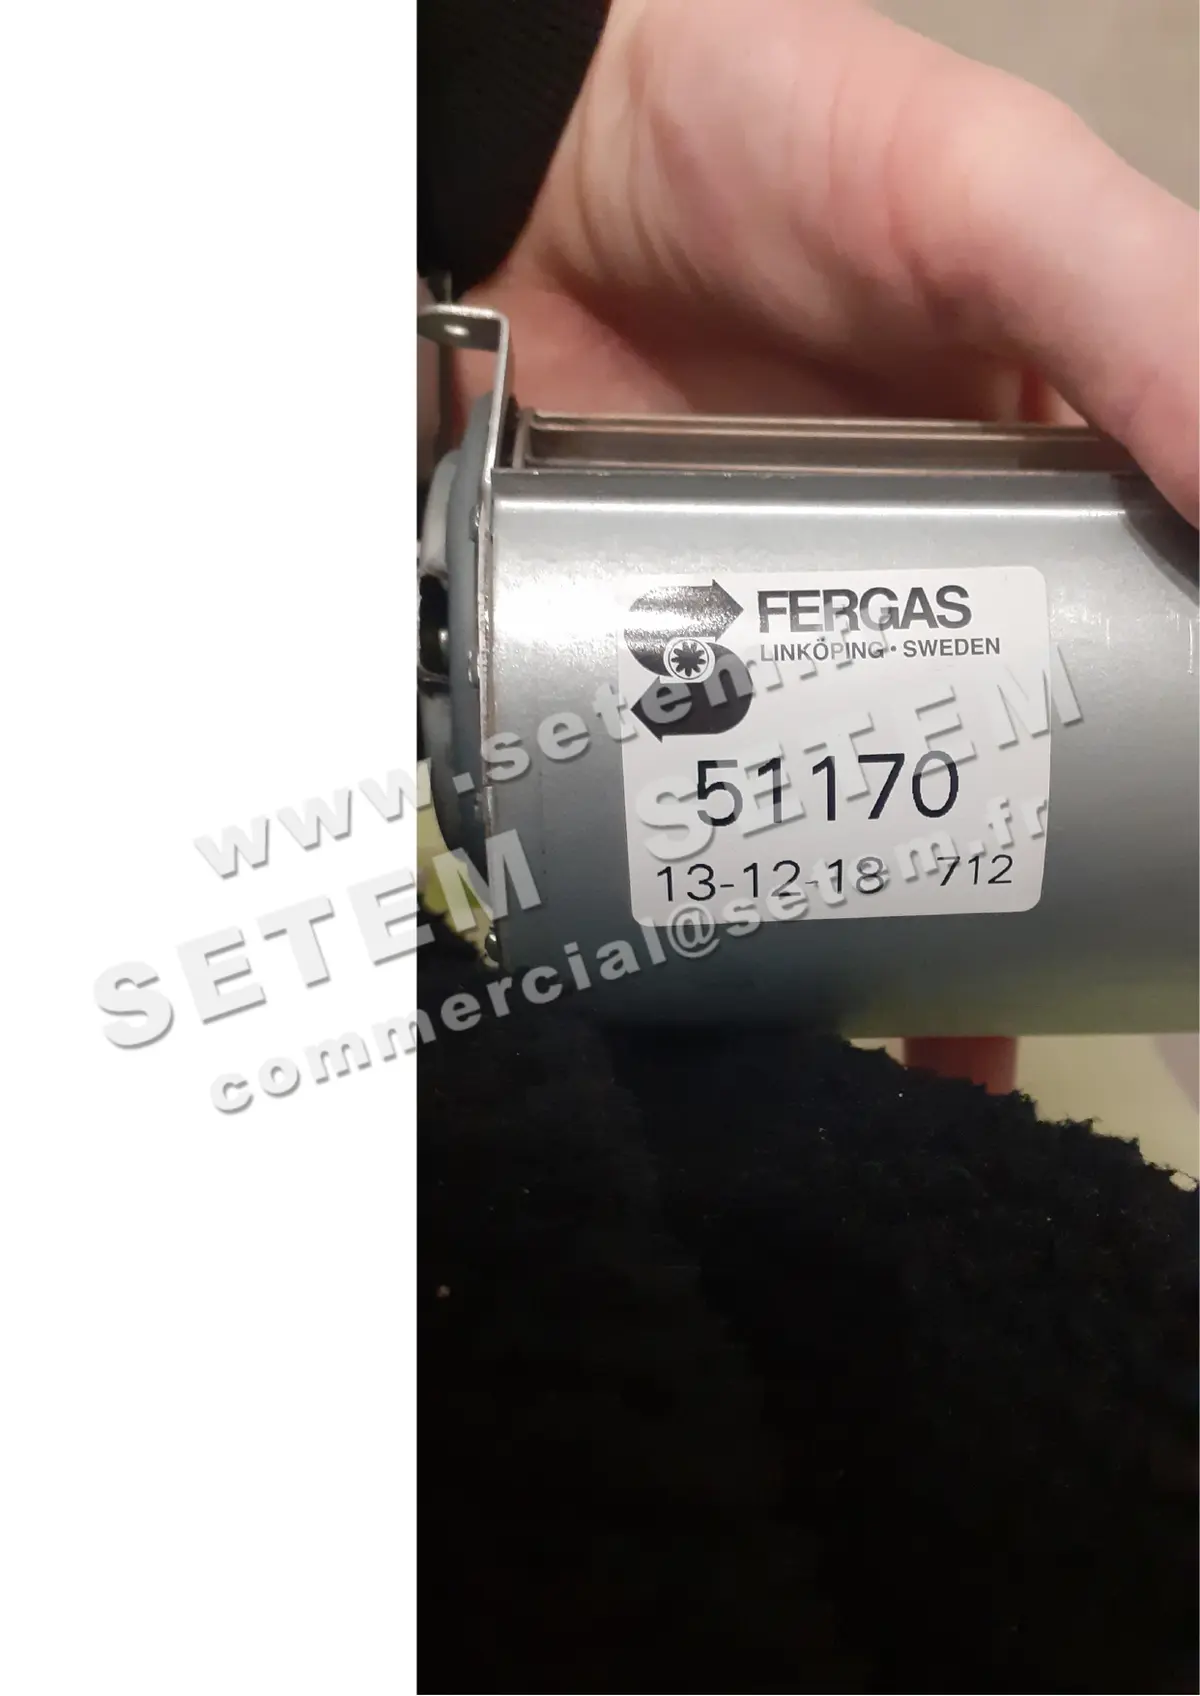 FERGAS
LINKÖPING • SWEDEN
51170
13-12-18 712
www.setem.fr
SETEM SETEM
commercial@setem.fr